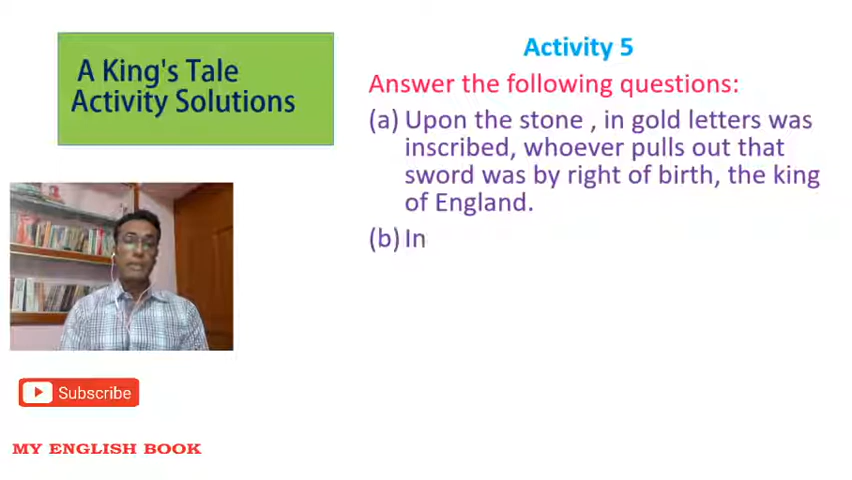 A King's Tale
Activity Solutions
Activity 5
Answer the following questions:
(a) Upon the stone , in gold letters was
inscribed, whoever pulls out that
sword was by right of birth, the king
of England.
(b) In
Subscribe
MY ENGLISH BOOK